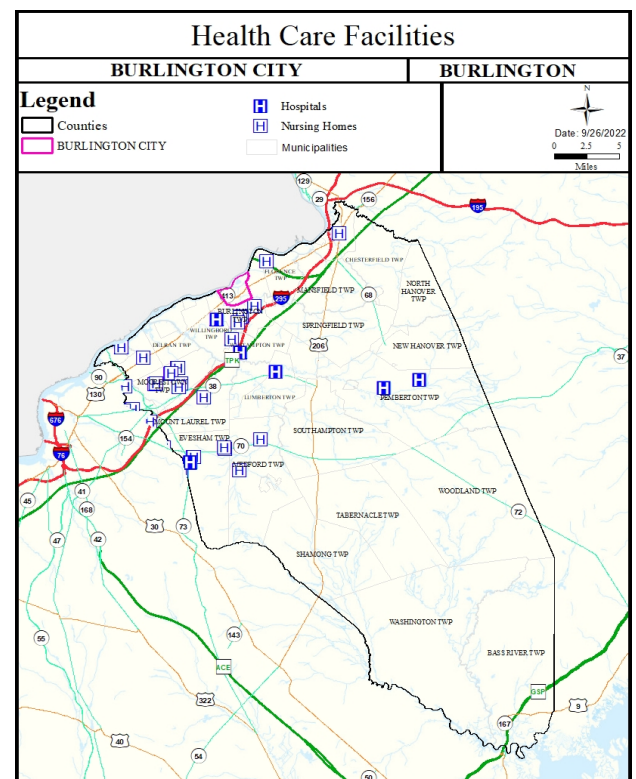 Health Care Facilities
BURLINGTON CITY
BURLINGTON
Legend
Counties
BURLINGTON CITY
H Hospitals
H Nursing Homes
Municipalities
N
Date: 9/26/2022
0 2.5 5
Miles
129
29
156
195
CHESTERFIELD TWP
FLORENCE
TWP
NORTH
HANOVER
TWP
MANSFIELD TWP
68
413
295
SPRINGFIELD TWP
WILLINGBORO
TWP
206
NEW HANOVER TWP
DELRAN TWP
TPK
37
90
130
38
LUMBERTON TWP
PEMBERTON TWP
676
MOUNT LAUREL TWP
SOUTHAMPTON TWP
154
EVESHAM TWP
70
76
MEDFORD TWP
WOODLAND TWP
41
45
168
72
30
73
TABERNACLE TWP
47
42
SHAMONG TWP
WASHINGTON TWP
143
55
BASS RIVER TWP
ACE
GSP
322
9
167
40
54
50